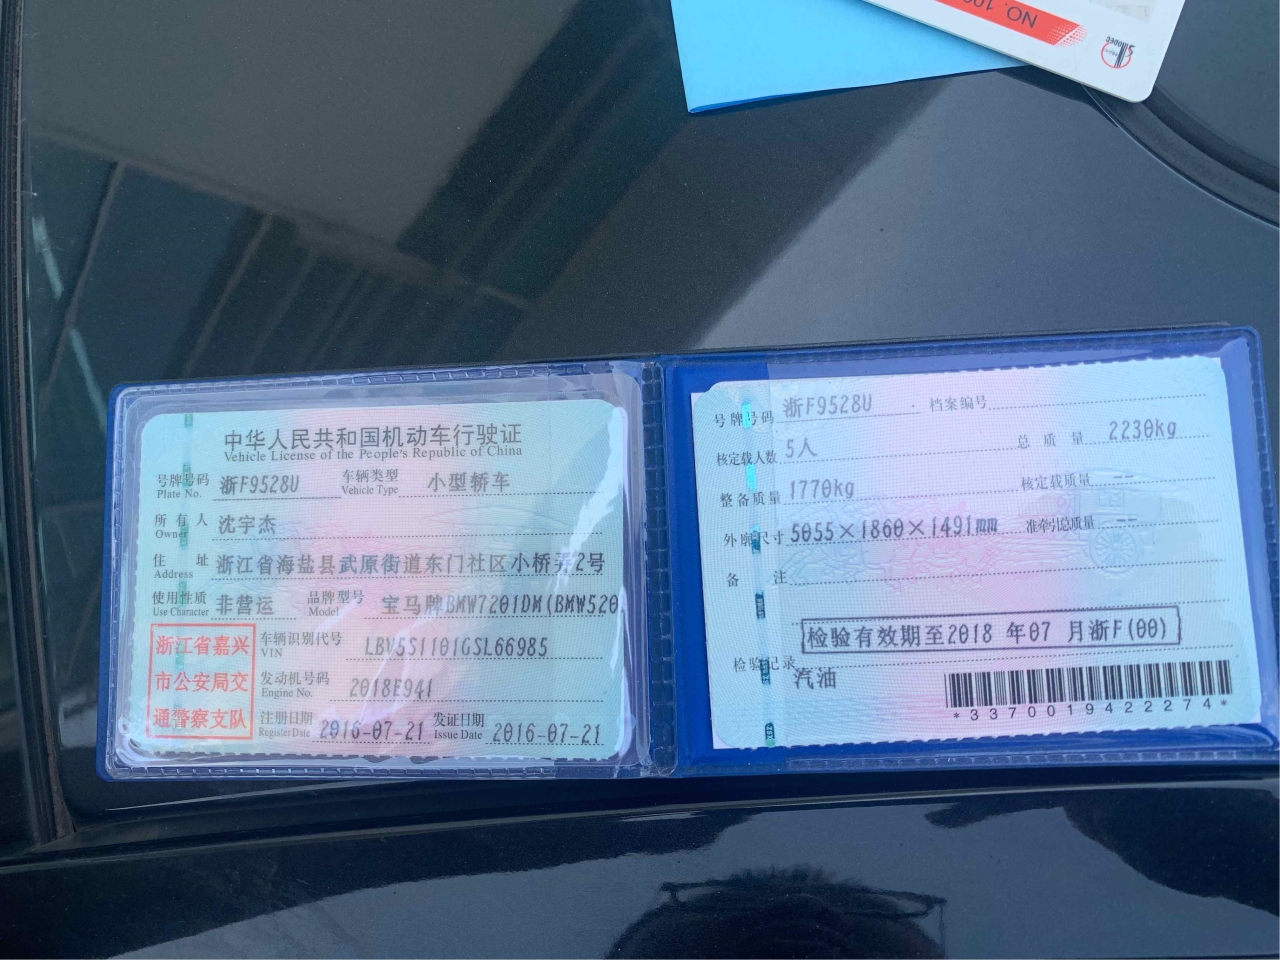 NO. 100
Sinopec
中华人民共和国机动车行驶证
Vehicle License of the People's Republic of China
号牌号码 浙F9528U 车辆类型 小型轿车
Plate No. Vehicle Type
所有人 沈宇杰
Owner
住址 浙江省海盐县武原街道东门社区小桥弄2号
Address
使用性质 非营运 品牌型号 宝马牌BMW7201DM(BMW520
Use Character Model
浙江省嘉兴
市公安局交
通警察支队
车辆识别代号 LBV5S1101GSL66985
VIN
发动机号码 2018E941
Engine No.
注册日期 2016-07-21 发证日期 2016-07-21
Register Date Issue Date
号牌号码 浙F9528U 档案编号
核定载人数 5人 总质量 2230kg
整备质量 1770kg 核定载质量 --
外廓尺寸 5055×1860×1491mm 准牵引总质量 --
备注
检验有效期至2018 年07 月浙F(00)
检验记录
汽油
*3370019422274*